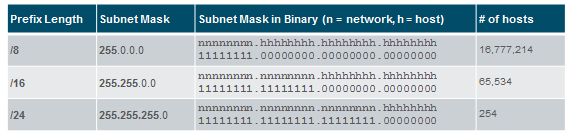 Prefix Length Subnet Mask Subnet Mask in Binary (n = network, h = host) # of hosts
/8 255.0.0.0 nnnnnnnn.hhhhhhhh.hhhhhhhh.hhhhhhhh 16,777,214
11111111.00000000.00000000.00000000
/16 255.255.0.0 nnnnnnnn.nnnnnnnn.hhhhhhhh.hhhhhhhh 65,534
11111111.11111111.00000000.00000000
/24 255.255.255.0 nnnnnnnn.nnnnnnnn.nnnnnnnn.hhhhhhhh 254
11111111.11111111.11111111.00000000